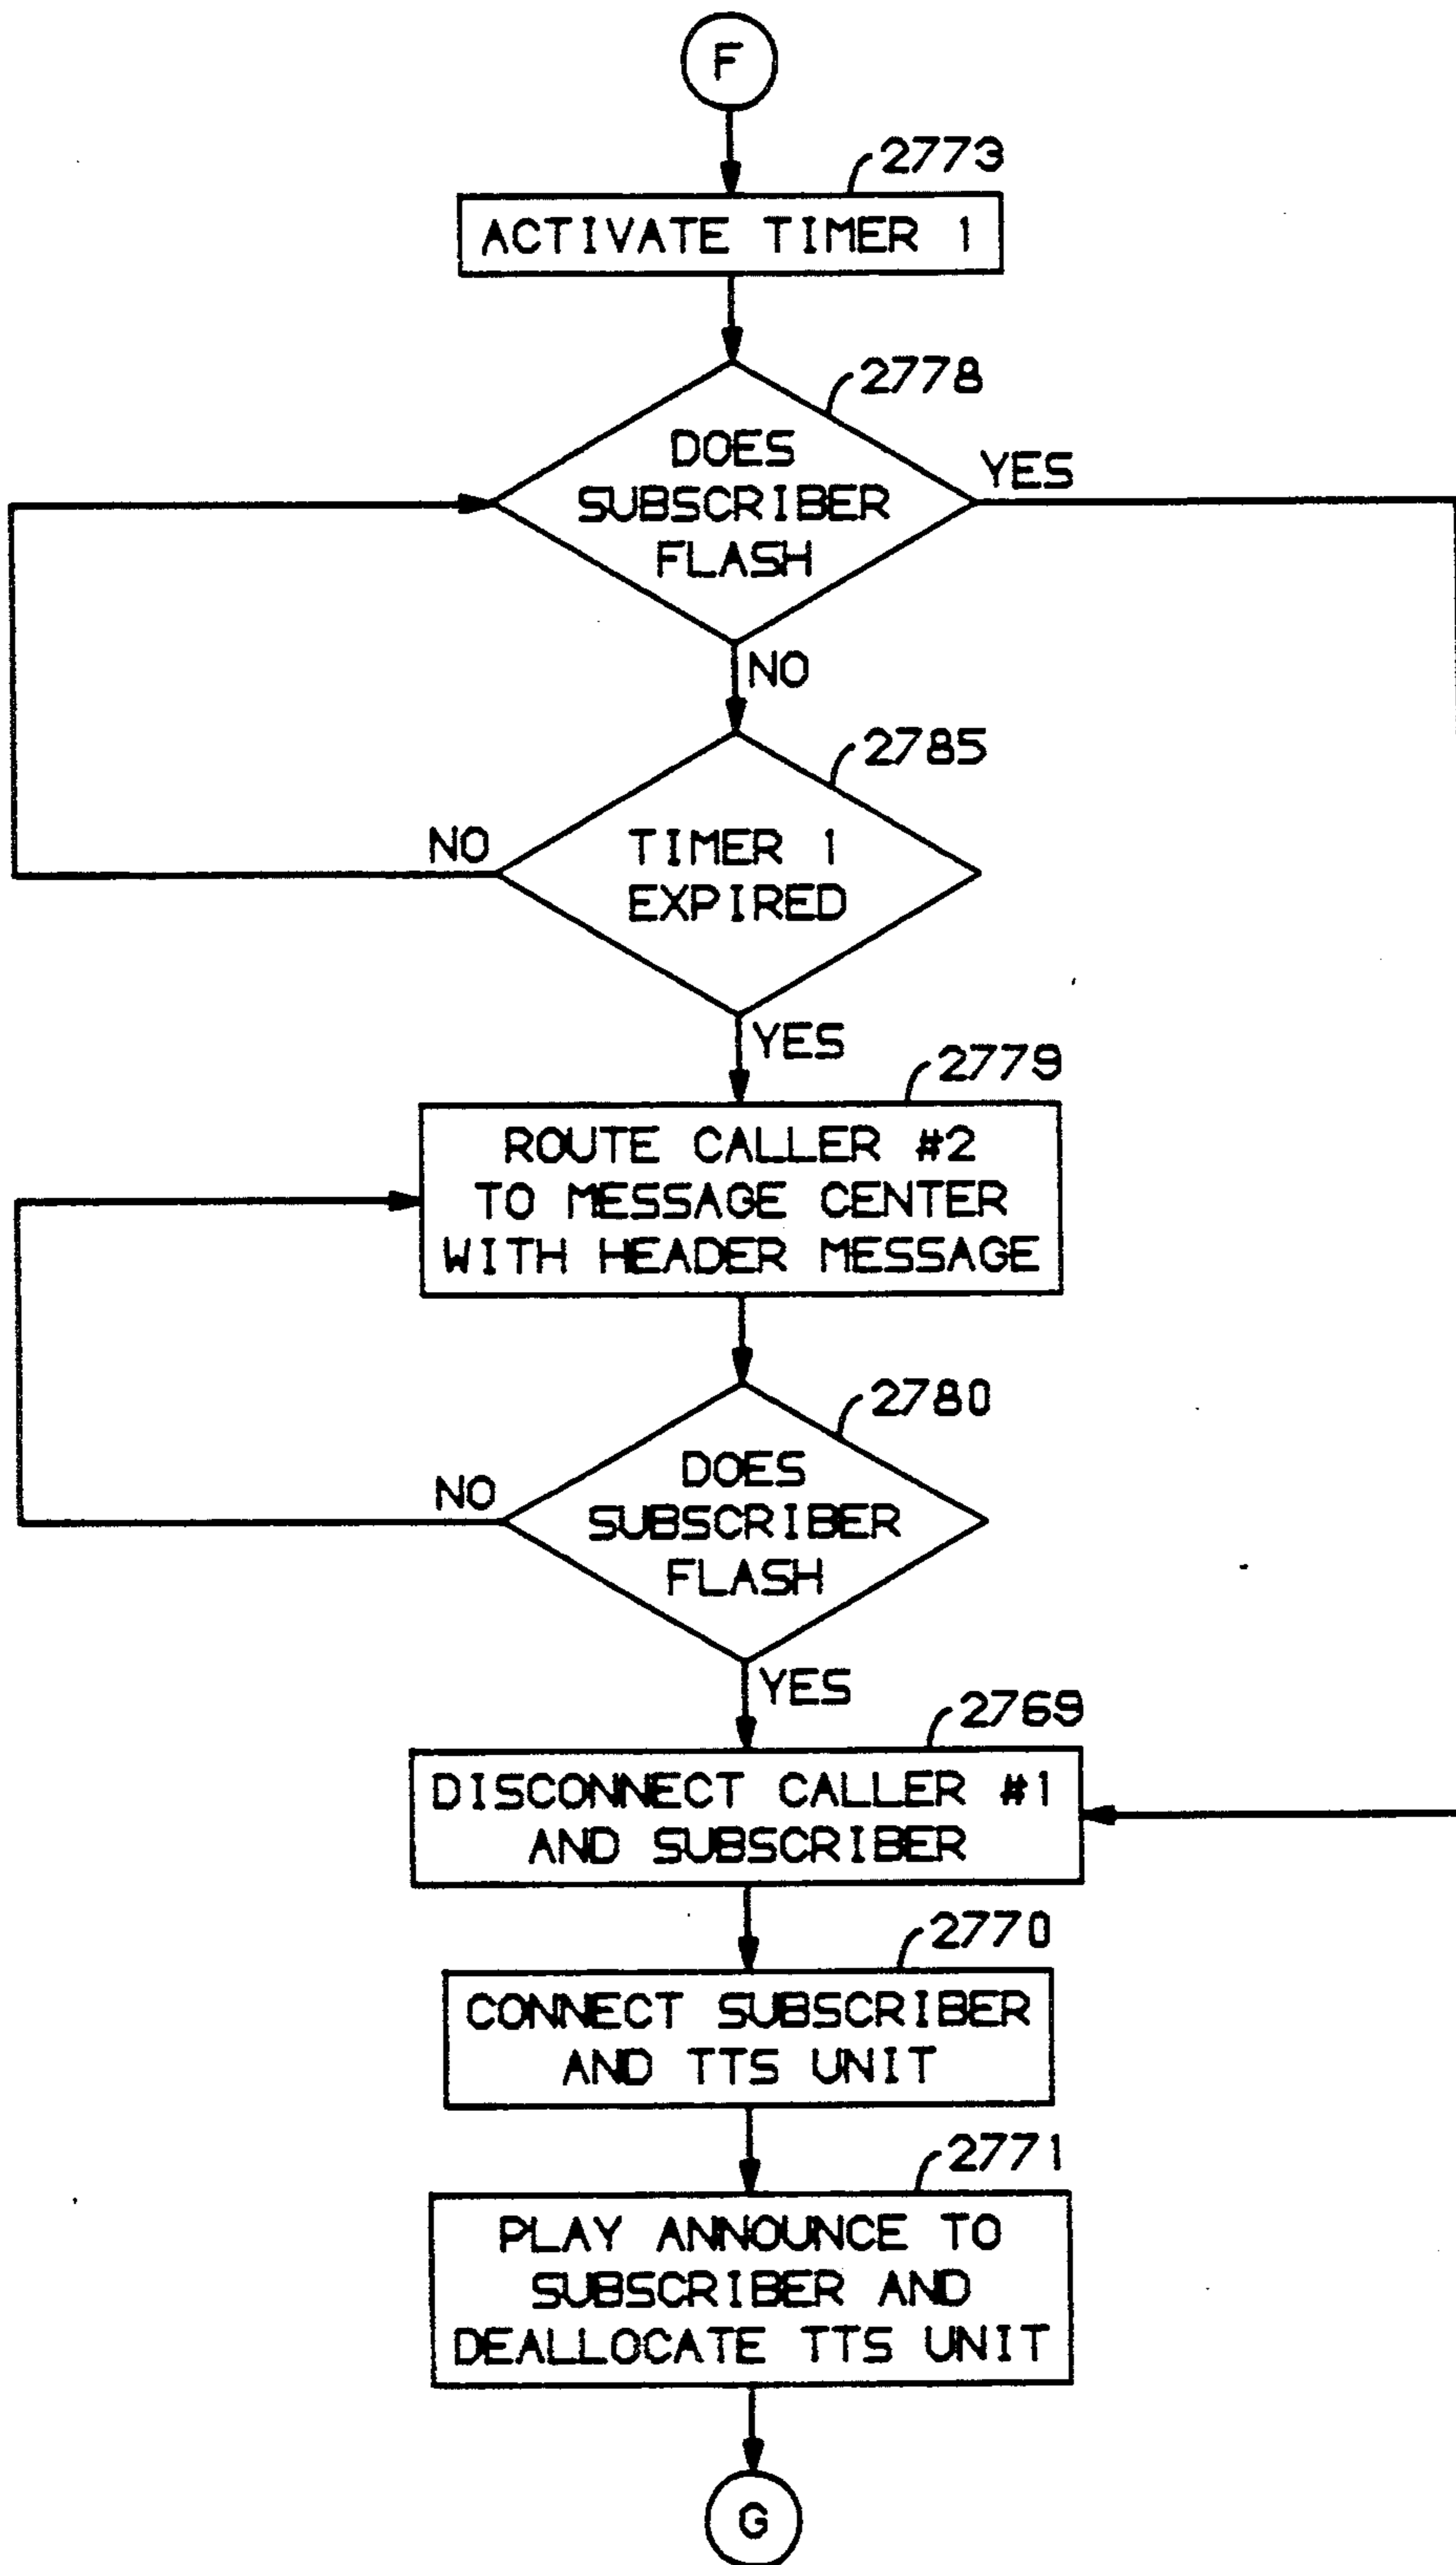 F
2773
ACTIVATE TIMER 1
2778
DOES
SUBSCRIBER
FLASH
YES
NO
2785
NO
TIMER 1
EXPIRED
YES
2779
ROUTE CALLER #2
TO MESSAGE CENTER
WITH HEADER MESSAGE
2780
NO
DOES
SUBSCRIBER
FLASH
YES
2769
DISCONNECT CALLER #1
AND SUBSCRIBER
2770
CONNECT SUBSCRIBER
AND TTS UNIT
2771
PLAY ANNOUNCE TO
SUBSCRIBER AND
DEALLOCATE TTS UNIT
G